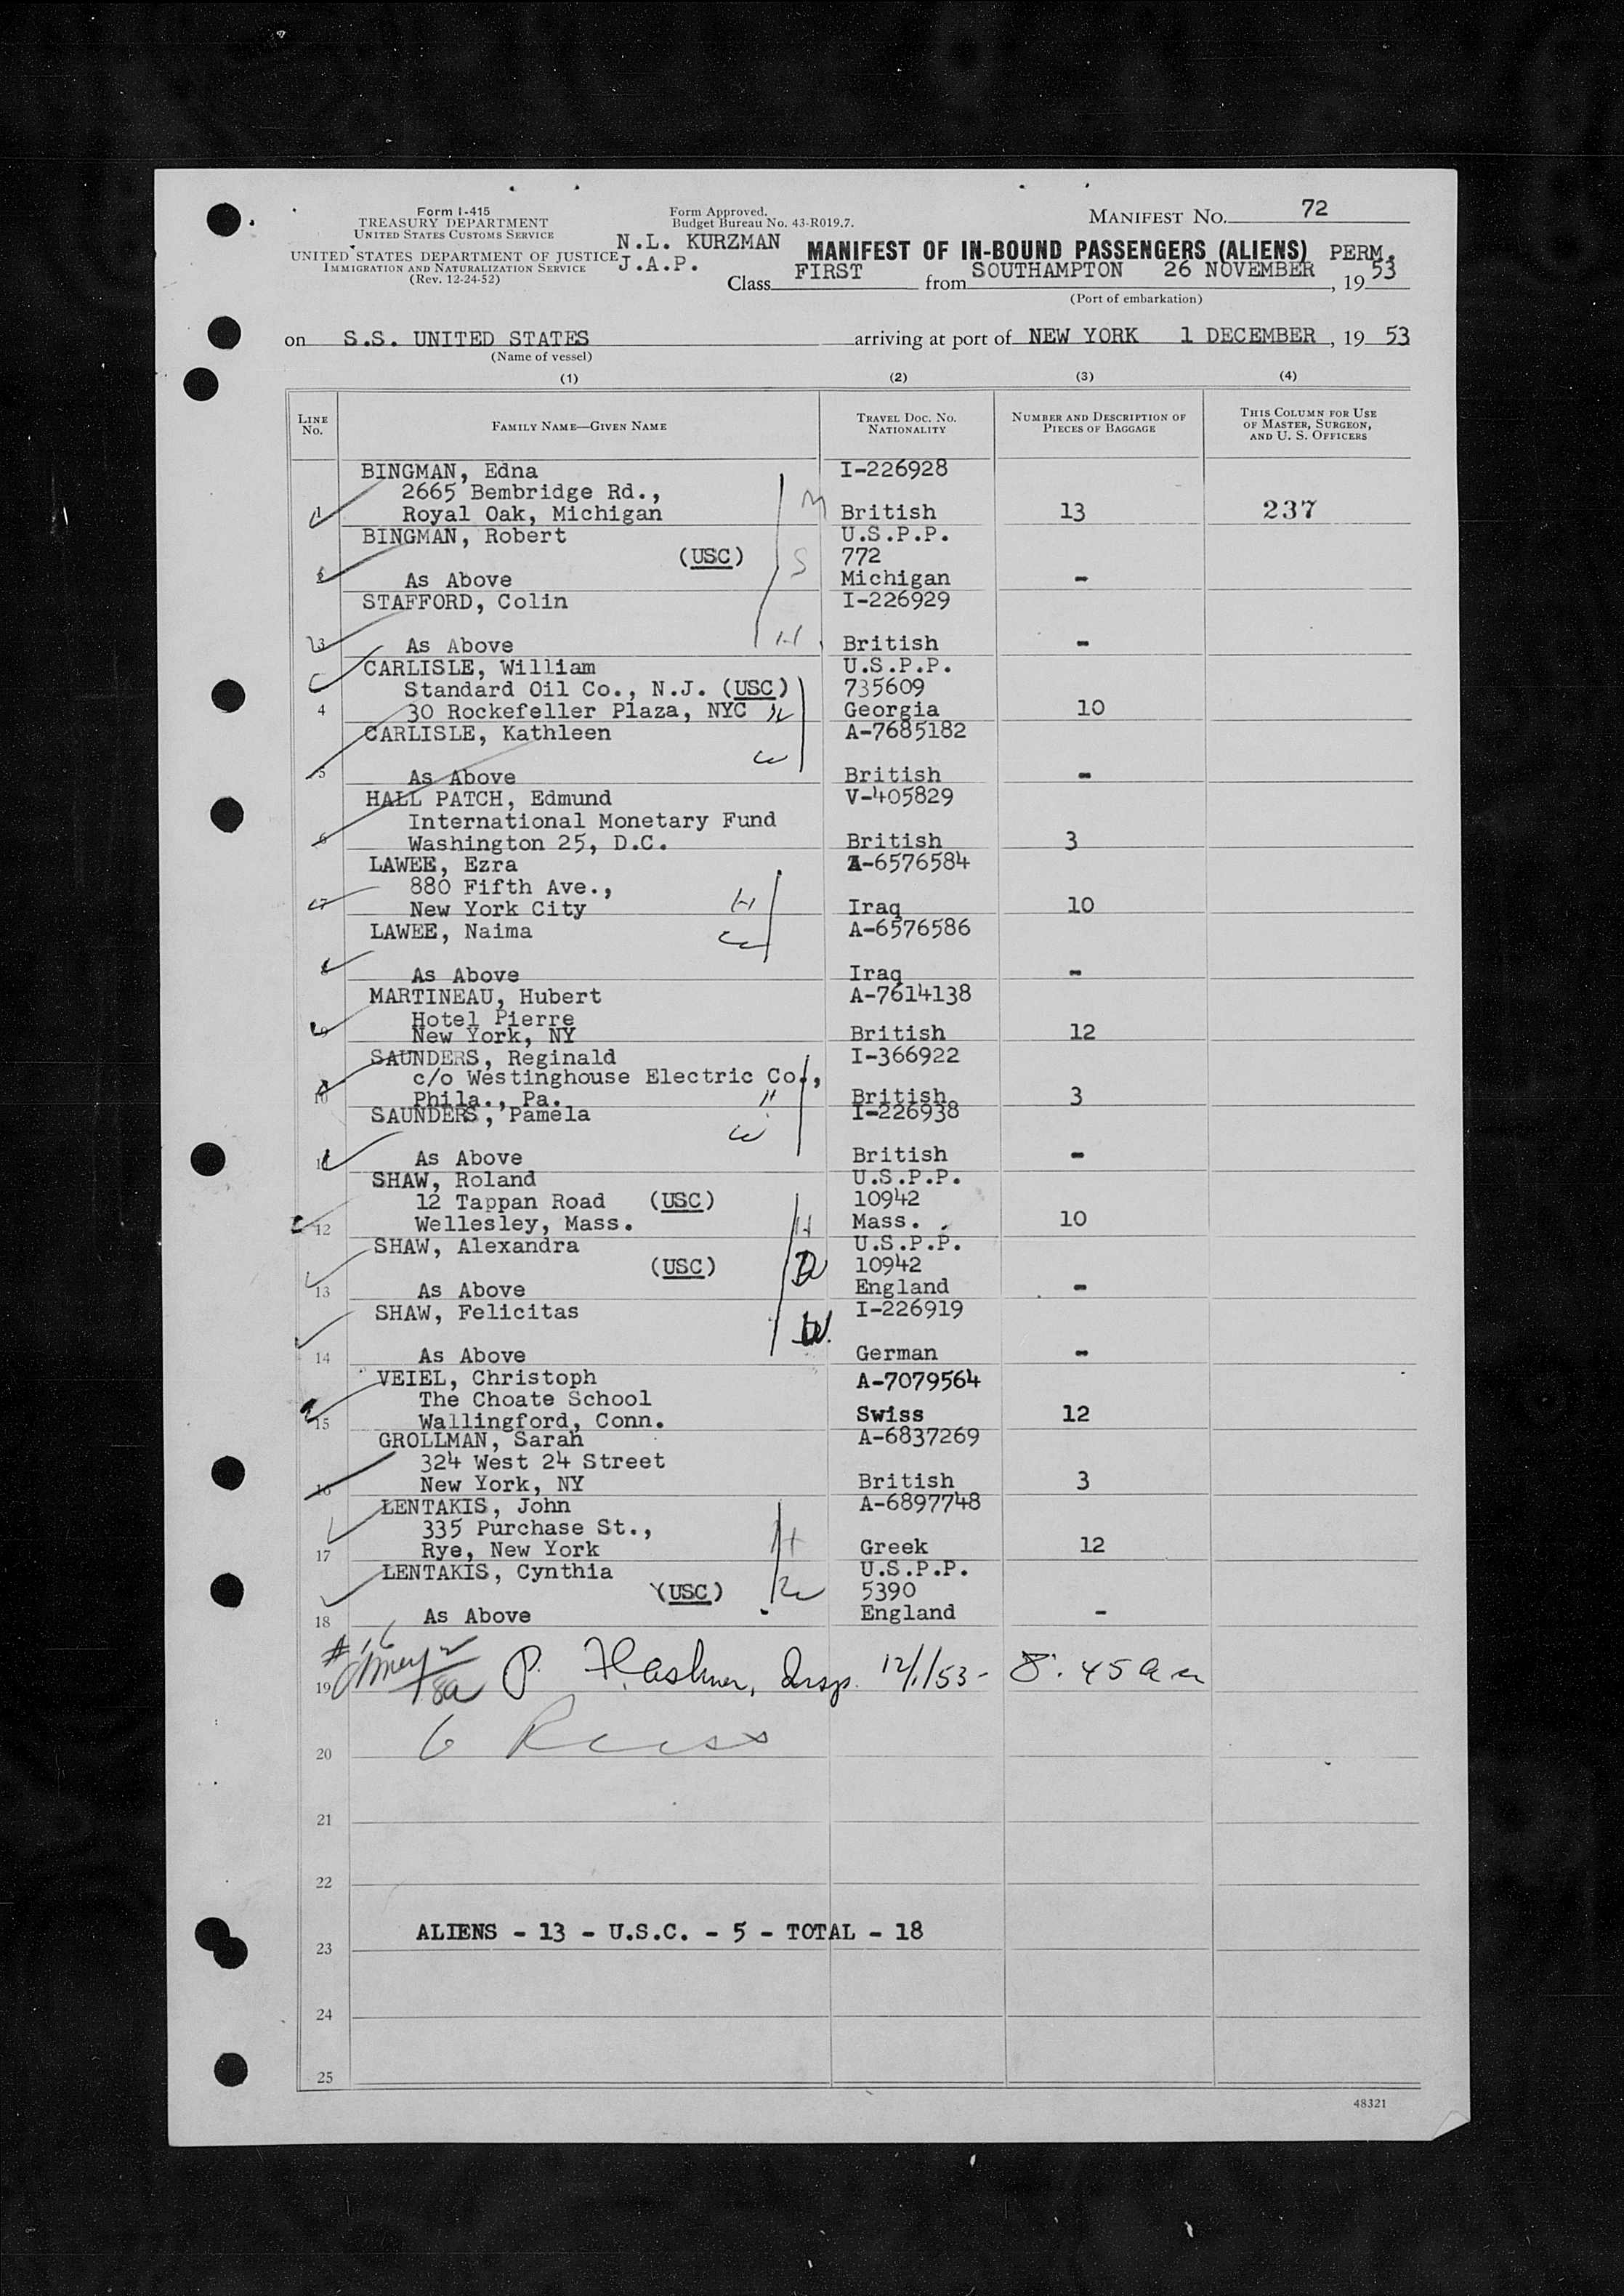 Form I-415
TREASURY DEPARTMENT
UNITED STATES CUSTOMS SERVICE
UNITED STATES DEPARTMENT OF JUSTICE
IMMIGRATION AND NATURALIZATION SERVICE
(Rev. 12-24-52)
Form Approved.
Budget Bureau No. 43-R019.7.
N.L. KURZMAN
J.A.P.
MANIFEST NO. 72
MANIFEST OF IN-BOUND PASSENGERS (ALIENS) PERM.
Class FIRST from SOUTHAMPTON 26 NOVEMBER, 19 53
(Port of embarkation)
on S.S. UNITED STATES arriving at port of NEW YORK 1 DECEMBER, 19 53
(Name of vessel)
(1) (2) (3) (4)
LINE NO.
FAMILY NAME—GIVEN NAME
TRAVEL DOC. NO. NATIONALITY
NUMBER AND DESCRIPTION OF PIECES OF BAGGAGE
THIS COLUMN FOR USE OF MASTER, SURGEON, AND U. S. OFFICERS
BINGMAN, Edna I-226928
2665 Bembridge Rd., M
1 Royal Oak, Michigan British 13 237
BINGMAN, Robert U.S.P.P.
(USC) S 772
As Above Michigan -
STAFFORD, Colin I-226929
3 As Above H British -
CARLISLE, William U.S.P.P.
Standard Oil Co., N.J. (USC) 735609
4 30 Rockefeller Plaza, NYC H Georgia 10
CARLISLE, Kathleen A-7685182
W
5 As Above British -
HALL PATCH, Edmund V-405829
International Monetary Fund
6 Washington 25, D.C. British 3
LAWEE, Ezra A-6576584
880 Fifth Ave.,
7 New York City H Iraq 10
LAWEE, Naima A-6576586
W
8 As Above Iraq -
MARTINEAU, Hubert A-7614138
Hotel Pierre
9 New York, NY British 12
SAUNDERS, Reginald I-366922
c/o Westinghouse Electric Co.,
10 Phila., Pa. H British 3
SAUNDERS, Pamela I-226938
W
11 As Above British -
SHAW, Roland U.S.P.P.
12 Tappan Road (USC) 10942
12 Wellesley, Mass. H Mass. 10
SHAW, Alexandra U.S.P.P.
(USC) D 10942
13 As Above England -
SHAW, Felicitas I-226919
W.
14 As Above German -
VEIEL, Christoph A-7079564
The Choate School
15 Wallingford, Conn. Swiss 12
GROLLMAN, Sarah A-6837269
324 West 24 Street
16 New York, NY British 3
LENTAKIS, John A-6897748
335 Purchase St.,
17 Rye, New York H Greek 12
LENTAKIS, Cynthia U.S.P.P.
(USC) W 5390
18 As Above England -
#16
19 P. 12/1/53 - 8:45 am
20 6
21
22
ALIENS - 13 - U.S.C. - 5 - TOTAL - 18
23
24
25
48321